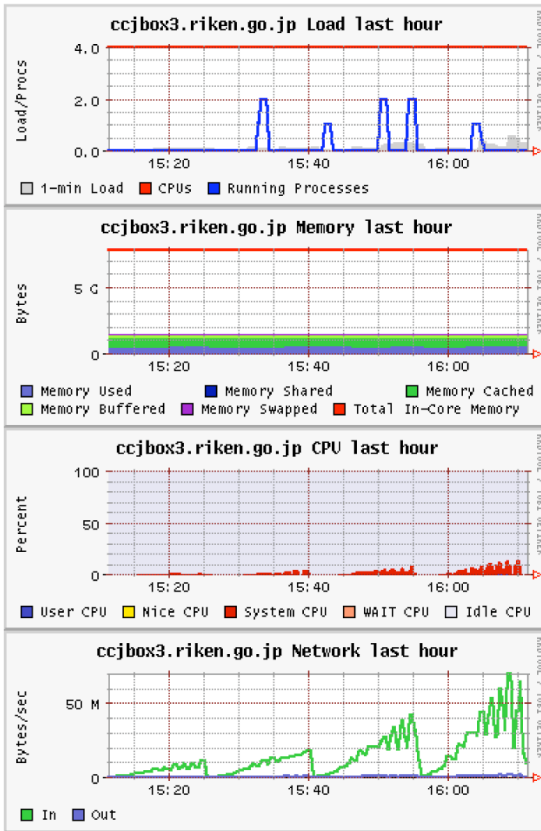 ccjbox3.riken.go.jp Load last hour
Load/Procs
4.0
2.0
0.0
15:20 15:40 16:00
1-min Load CPUs Running Processes
ccjbox3.riken.go.jp Memory last hour
Bytes
5 G
0
15:20 15:40 16:00
Memory Used Memory Shared Memory Cached
Memory Buffered Memory Swapped Total In-Core Memory
ccjbox3.riken.go.jp CPU last hour
Percent
100
50
0
15:20 15:40 16:00
User CPU Nice CPU System CPU WAIT CPU Idle CPU
ccjbox3.riken.go.jp Network last hour
Bytes/sec
50 M
0
15:20 15:40 16:00
In Out